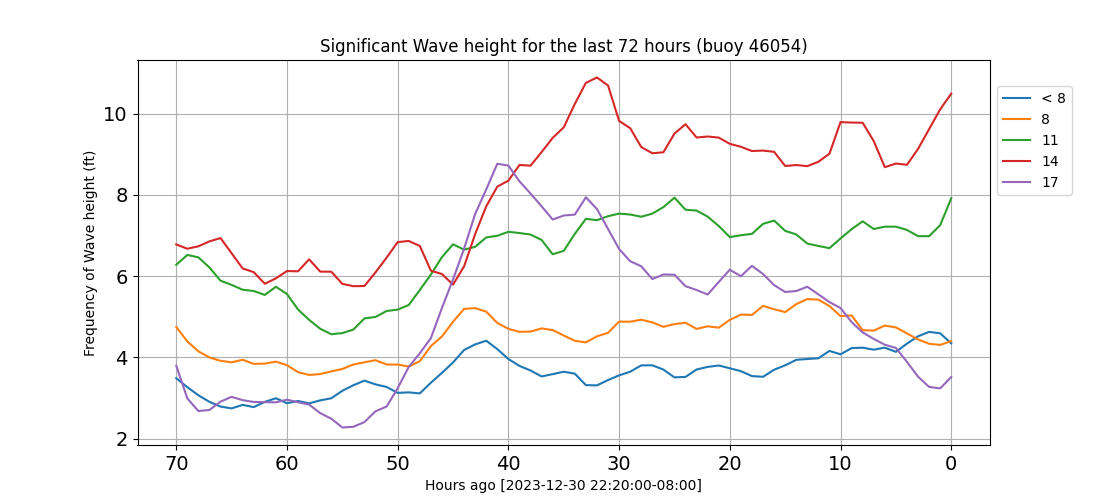 Significant Wave height for the last 72 hours (buoy 46054)
Frequency of Wave height (ft)
10
8
6
4
2
70 60 50 40 30 20 10 0
Hours ago [2023-12-30 22:20:00-08:00]
< 8
8
11
14
17